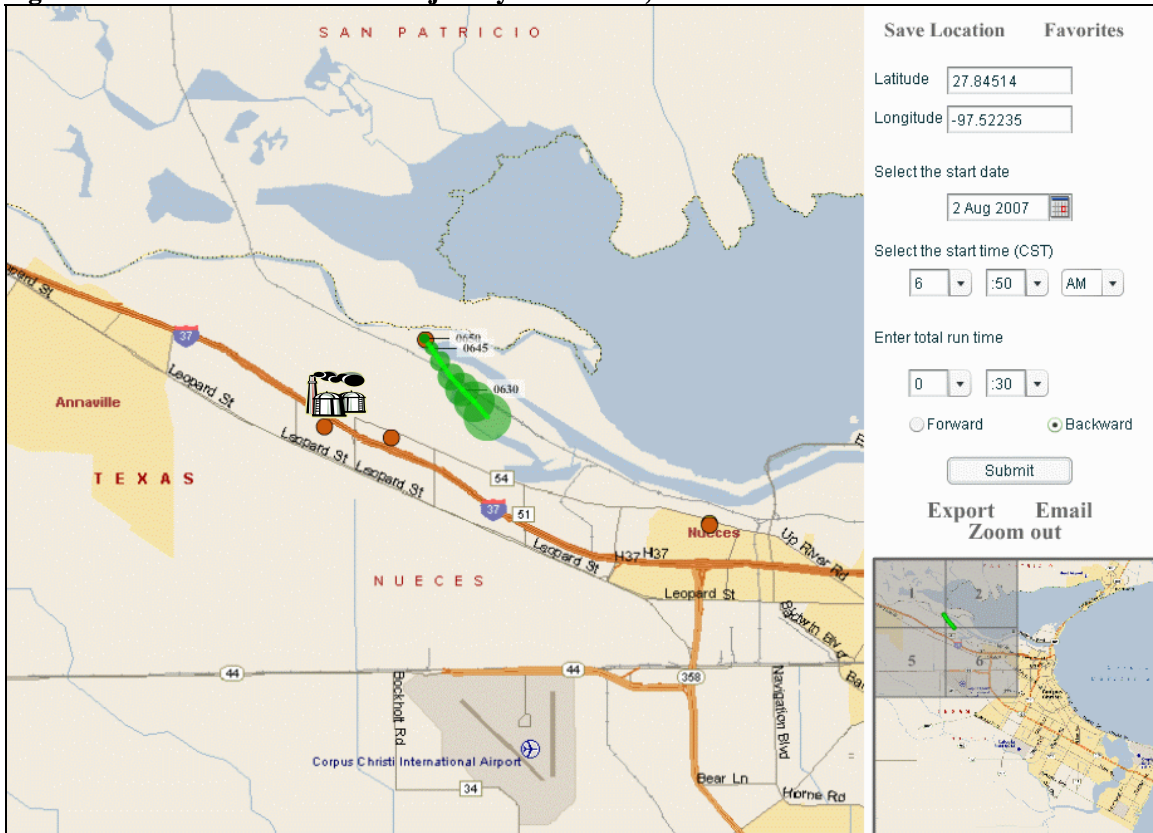 SAN PATRICIO
37
0650
0645
0630
Annaville
Leopard St
Leopard St
Leopard St
TEXAS
54
37
51
Leopard St
H37
H37
Nueces
Up River Rd
NUECES
Leopard St
Baldwin Blvd
44
44
358
Bockholt Rd
Navigation Blvd
Corpus Christi International Airport
34
Bear Ln
Horne Rd
Save Location
Favorites
Latitude
27.84514
Longitude
-97.52235
Select the start date
2 Aug 2007
Select the start time (CST)
6
:50
AM
Enter total run time
0
:30
Forward
Backward
Submit
Export
Email
Zoom out
1
2
5
6